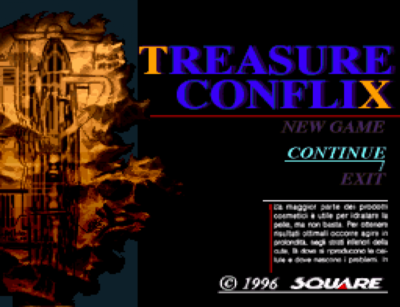 TREASURE
CONFLIX
NEW GAME
CONTINUE
EXIT
La maggior parte dei prodotti
cosmetici è utile per idratare la
pelle, ma non basta. Per ottenere
risultati ottimali occorre agire in
profondità, negli strati inferiori della
cute, là dove si riproducono le cel-
lule e dove nascono i problemi. In
© 1996 SQUARE